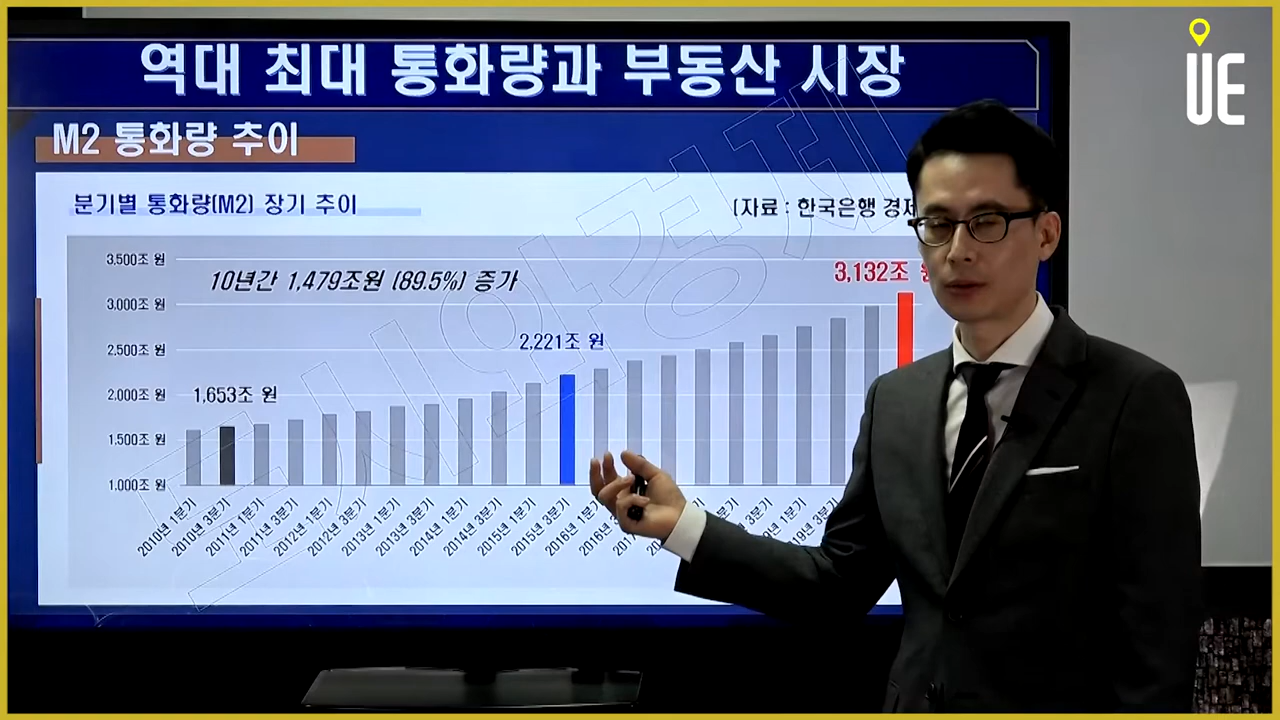 UE
역대 최대 통화량과 부동산 시장
M2 통화량 추이
분기별 통화량(M2) 장기 추이
(자료 : 한국은행 경제
3,500조 원
3,000조 원
2,500조 원
2,000조 원
1,500조 원
1,000조 원
10년간 1,479조원 (89.5%) 증가
1,653조 원
2,221조 원
3,132조 원
2010년 1분기
2010년 3분기
2011년 1분기
2011년 3분기
2012년 1분기
2012년 3분기
2013년 1분기
2013년 3분기
2014년 1분기
2014년 3분기
2015년 1분기
2015년 3분기
2016년 1분기
2016년 3
도시와경제